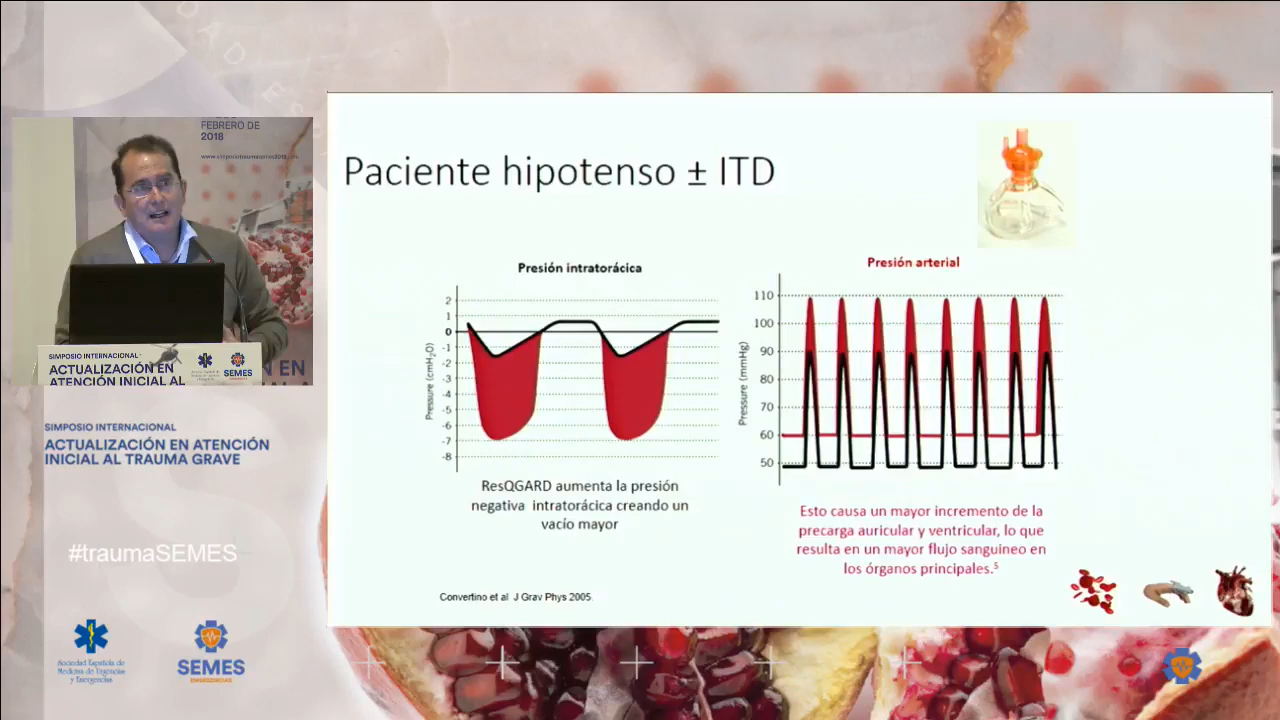 FEBRERO DE
2018
SIMPOSIO INTERNACIONAL
ACTUALIZACIÓN EN
ATENCIÓN INICIAL AL
SEMES
SIMPOSIO INTERNACIONAL
ACTUALIZACIÓN EN ATENCIÓN
INICIAL AL TRAUMA GRAVE
#traumaSEMES
Sociedad Española de
Medicina de Urgencias
y Emergencias
SEMES
EMERGENCIAS
Paciente hipotenso ± ITD
Presión intratorácica
Pressure (cmH2O)
2
1
0
-1
-2
-3
-4
-5
-6
-7
-8
ResQGARD aumenta la presión
negativa intratorácica creando un
vacío mayor
Presión arterial
Pressure (mmHg)
110
100
90
80
70
60
50
Esto causa un mayor incremento de la
precarga auricular y ventricular, lo que
resulta en un mayor flujo sanguineo en
los órganos principales.5
Convertino et al J Grav Phys 2005.